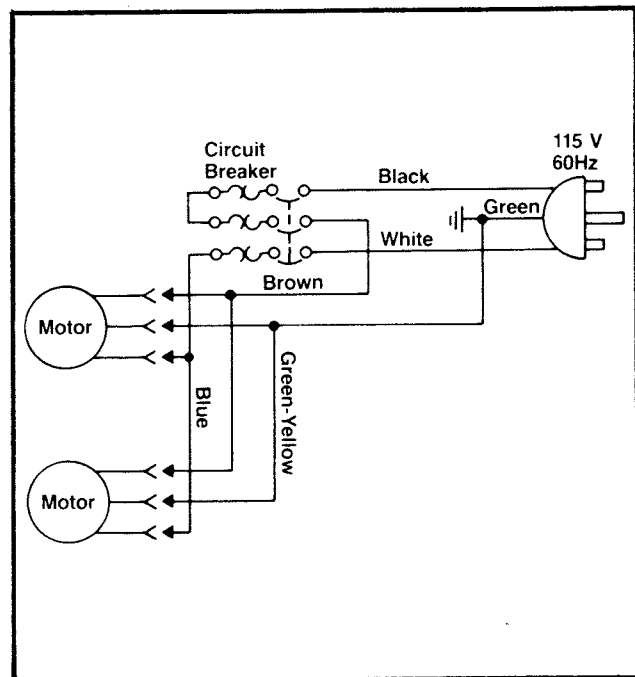 115 V
60Hz
Circuit
Breaker
Black
Green
White
Brown
Motor
Blue
Green-Yellow
Motor